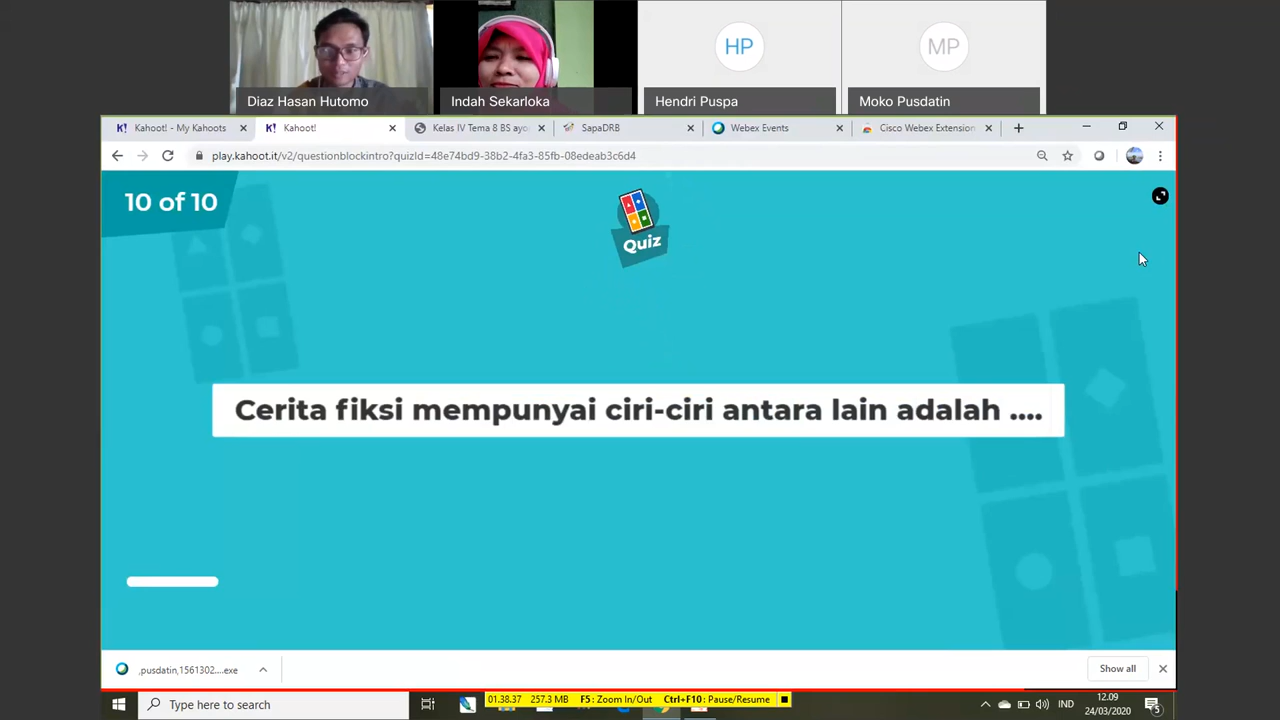 HP
MP
Diaz Hasan Hutomo
Indah Sekarloka
Hendri Puspa
Moko Pusdatin
Kahoot! - My Kahoots
Kahoot!
Kelas IV Tema 8 BS ayo
SapaDRB
Webex Events
Cisco Webex Extension
play.kahoot.it/v2/questionblockintro?quizId=48e74bd9-38b2-4fa3-85fb-08edeab3c6d4
10 of 10
Quiz
Cerita fiksi mempunyai ciri-ciri antara lain adalah ....
,pusdatin,1561302....exe
Show all
Type here to search
01.38.37 257.3 MB F5: Zoom In/Out Ctrl+F10: Pause/Resume
IND
12.09
24/03/2020
5